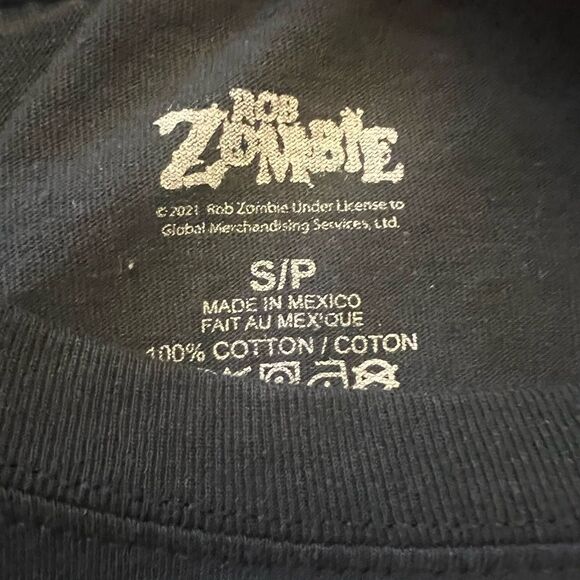 ROB
ZOMBIE
© 2021 Rob Zombie Under License to
Global Merchandising Services, Ltd.
S/P
MADE IN MEXICO
FAIT AU MEXIQUE
100% COTTON / COTON